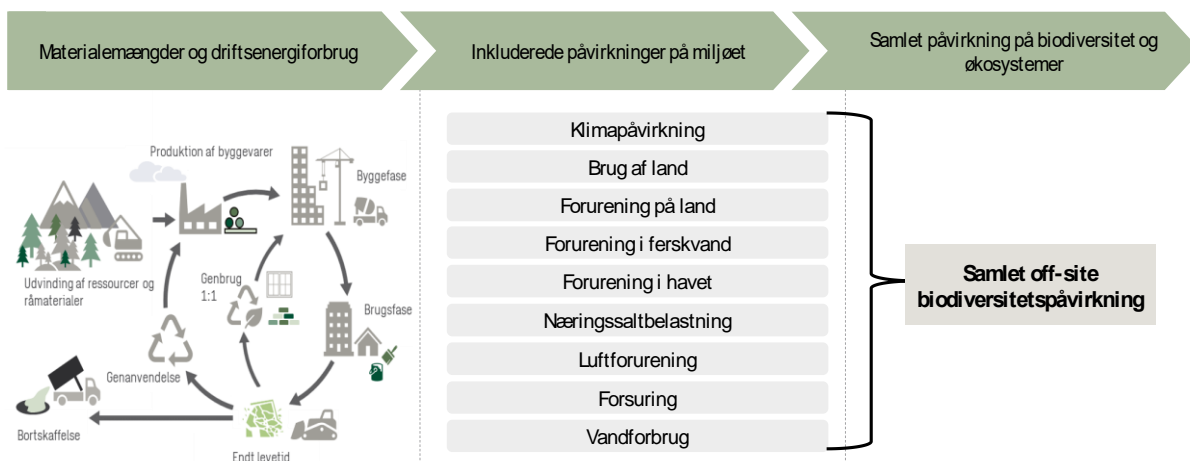 Materialemængder og driftsenergiforbrug
Inkluderede påvirkninger på miljøet
Samlet påvirkning på biodiversitet og
økosystemer
Produktion af byggevarer
Byggefase
Udvinding af ressourcer og
råmaterialer
Genbrug
1:1
Brugsfase
Genanvendelse
Bortskaffelse
Endt levetid
Klimapåvirkning
Brug af land
Forurening på land
Forurening i ferskvand
Forurening i havet
Næringssaltbelastning
Luftforurening
Forsuring
Vandforbrug
Samlet off-site
biodiversitetspåvirkning